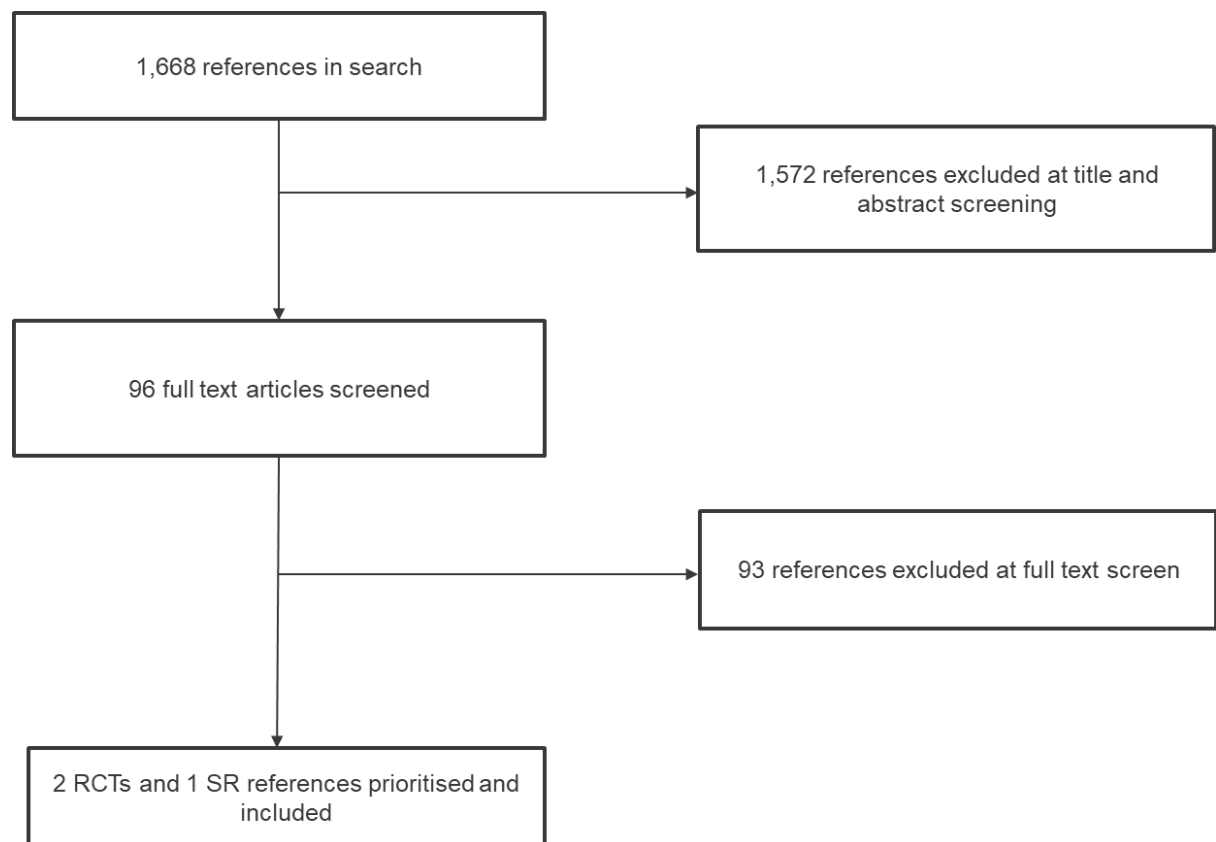 1,668 references in search
1,572 references excluded at title and
abstract screening
96 full text articles screened
93 references excluded at full text screen
2 RCTs and 1 SR references prioritised and
included